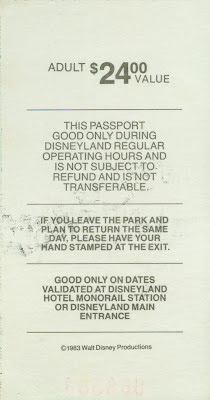 ADULT $24.00 VALUE
THIS PASSPORT
GOOD ONLY DURING
DISNEYLAND REGULAR
OPERATING HOURS AND
IS NOT SUBJECT TO
REFUND AND IS NOT
TRANSFERABLE.
IF YOU LEAVE THE PARK AND
PLAN TO RETURN THE SAME
DAY, PLEASE HAVE YOUR
HAND STAMPED AT THE EXIT.
GOOD ONLY ON DATES
VALIDATED AT DISNEYLAND
HOTEL MONORAIL STATION
OR DISNEYLAND MAIN
ENTRANCE
©1983 Walt Disney Productions